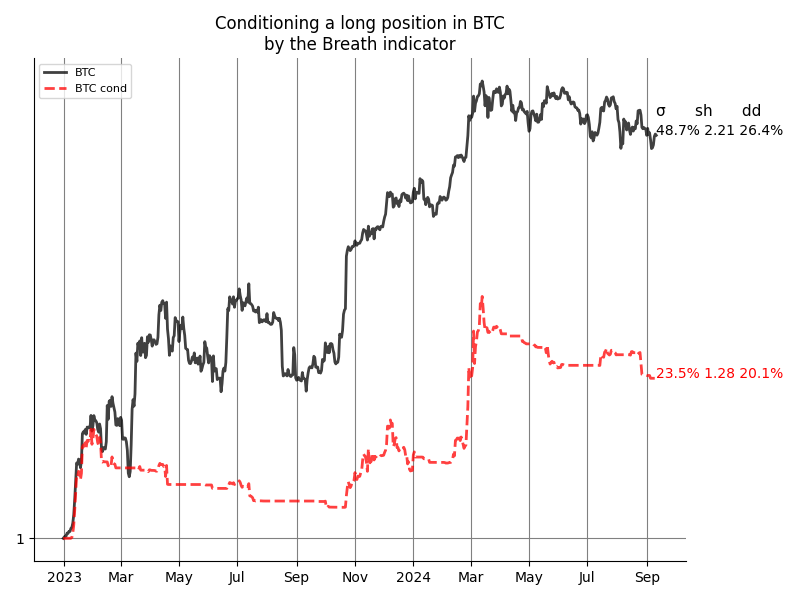 Conditioning a long position in BTC
by the Breath indicator
BTC
BTC cond
σ sh dd
48.7% 2.21 26.4%
23.5% 1.28 20.1%
1
2023 Mar May Jul Sep Nov 2024 Mar May Jul Sep